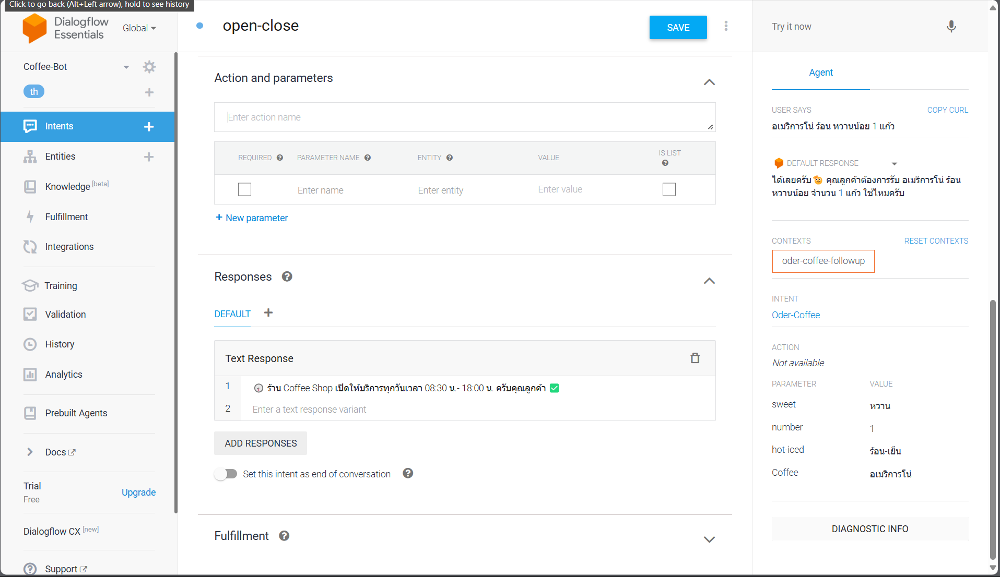 Click to go back (Alt+Left arrow), hold to see history
Dialogflow
Essentials
Global
Coffee-Bot
th
Intents
Entities
Knowledge [beta]
Fulfillment
Integrations
Training
Validation
History
Analytics
Prebuilt Agents
Docs
Trial
Free
Upgrade
Dialogflow CX [new]
Support
open-close
SAVE
Action and parameters
Enter action name
REQUIRED PARAMETER NAME ENTITY VALUE IS LIST
Enter name Enter entity Enter value
+ New parameter
Responses
DEFAULT +
Text Response
1 🕣 ร้าน Coffee Shop เปิดให้บริการทุกวันเวลา 08:30 น.- 18:00 น. ครับคุณลูกค้า ✅
2 Enter a text response variant
ADD RESPONSES
Set this intent as end of conversation
Fulfillment
Try it now
Agent
USER SAYS COPY CURL
อเมริการโน่ ร้อน หวานน้อย 1 แก้ว
DEFAULT RESPONSE
ได้เลยครับ🫡 คุณลูกค้าต้องการรับ อเมริการโน่ ร้อน
หวานน้อย จำนวน 1 แก้ว ใช่ไหมครับ
CONTEXTS RESET CONTEXTS
oder-coffee-followup
INTENT
Oder-Coffee
ACTION
Not available
PARAMETER VALUE
sweet หวาน
number 1
hot-iced ร้อน-เย็น
Coffee อเมริการโน่
DIAGNOSTIC INFO